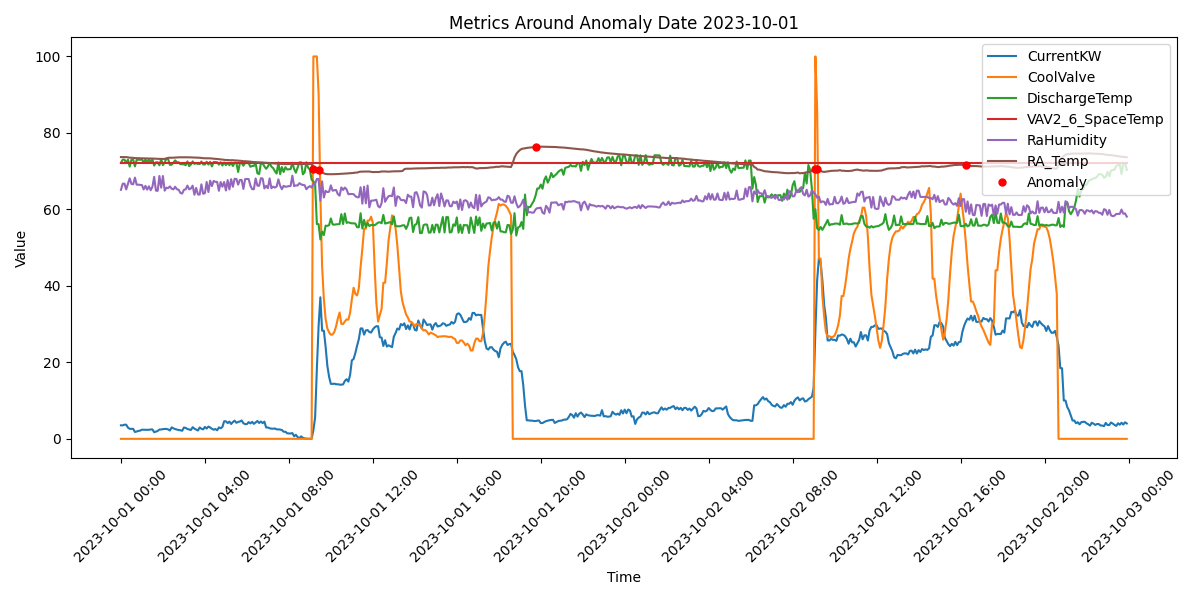 Metrics Around Anomaly Date 2023-10-01
Value
100
80
60
40
20
0
CurrentKW
CoolValve
DischargeTemp
VAV2_6_SpaceTemp
RaHumidity
RA_Temp
Anomaly
2023-10-01 00:00
2023-10-01 04:00
2023-10-01 08:00
2023-10-01 12:00
2023-10-01 16:00
2023-10-01 20:00
2023-10-02 00:00
2023-10-02 04:00
2023-10-02 08:00
2023-10-02 12:00
2023-10-02 16:00
2023-10-02 20:00
2023-10-03 00:00
Time